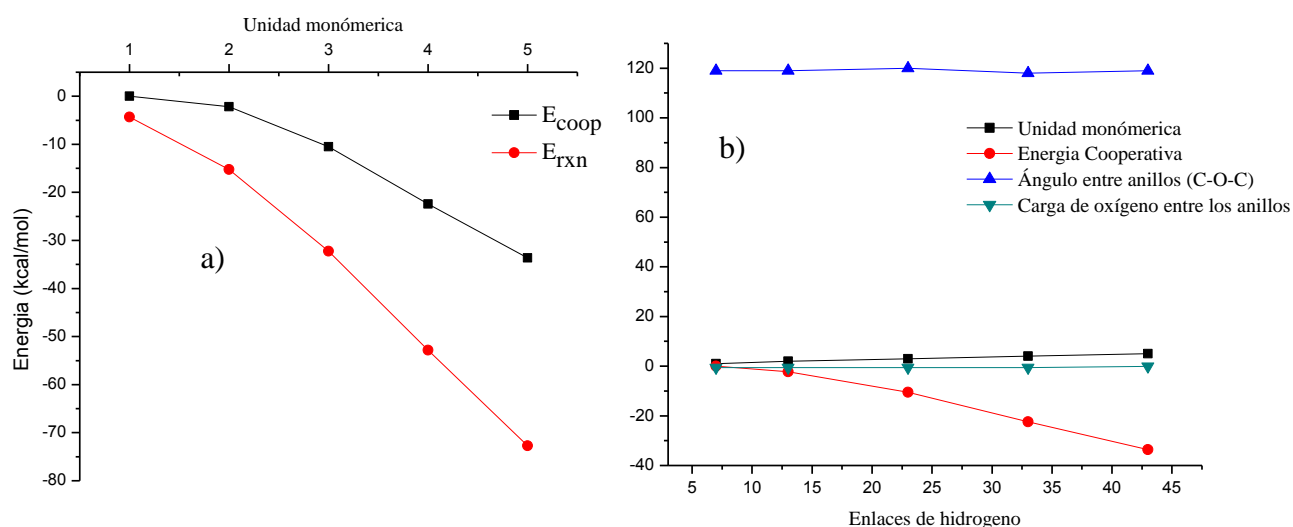 Unidad monómerica
1 2 3 4 5
0
-10
-20
-30
-40
-50
-60
-70
-80
Energia (kcal/mol)
E coop
E rxn
a)
120
100
80
60
40
20
0
-20
-40
b)
Unidad monómerica
Energia Cooperativa
Ángulo entre anillos (C-O-C)
Carga de oxígeno entre los anillos
5 10 15 20 25 30 35 40 45
Enlaces de hidrogeno